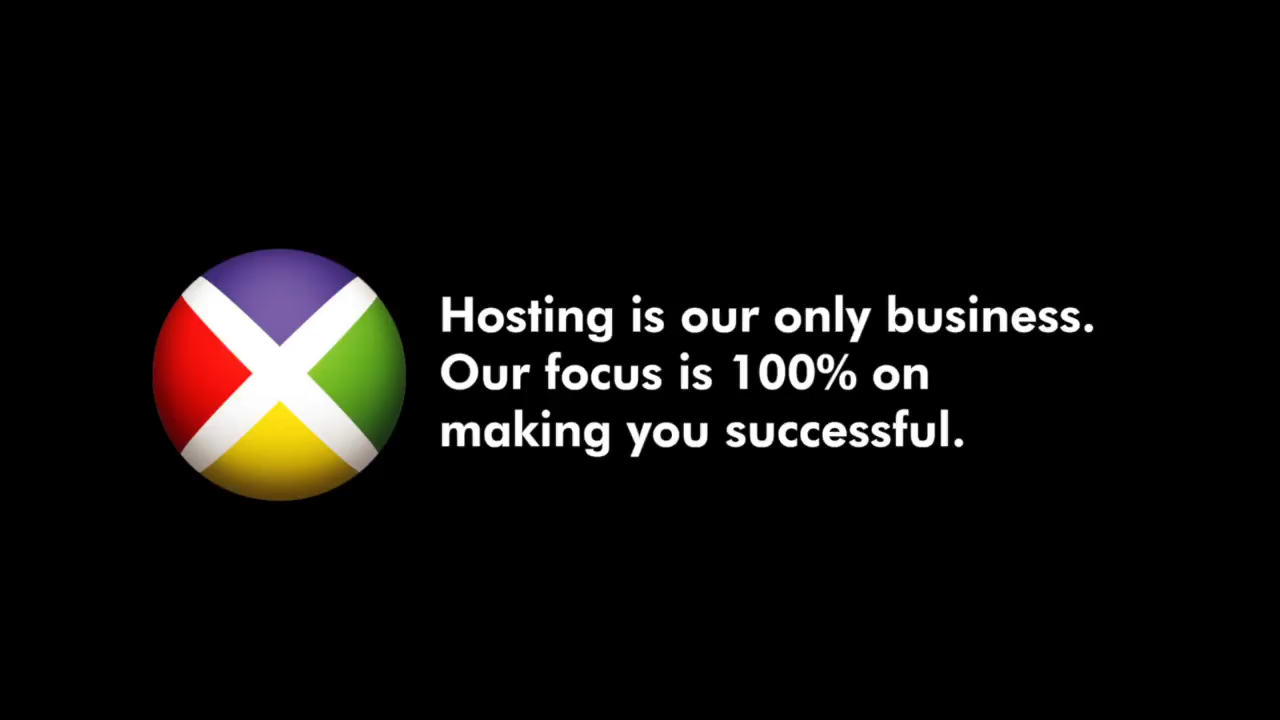 Hosting is our only business.
Our focus is 100% on
making you successful.